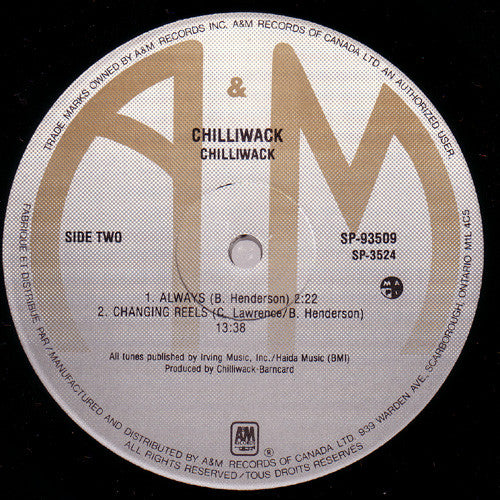 TRADE MARKS OWNED BY A&M RECORDS INC. A&M RECORDS OF CANADA LTD. AN AUTHORIZED USER.
A & M
CHILLIWACK
CHILLIWACK
SIDE TWO
SP-93509
SP-3524
MAPL
1. ALWAYS (B. Henderson) 2:22
2. CHANGING REELS (C. Lawrence/B. Henderson)
13:38
All tunes published by Irving Music, Inc./Haida Music (BMI)
Produced by Chilliwack-Barncard
A&M
RECORDS
FABRIQUE ET DISTRIBUE PAR/MANUFACTURED AND DISTRIBUTED BY A&M RECORDS OF CANADA LTD. 939 WARDEN AVE, SCARBOROUGH, ONTARIO M1L 4C5
ALL RIGHTS RESERVED/TOUS DROITS RESERVES